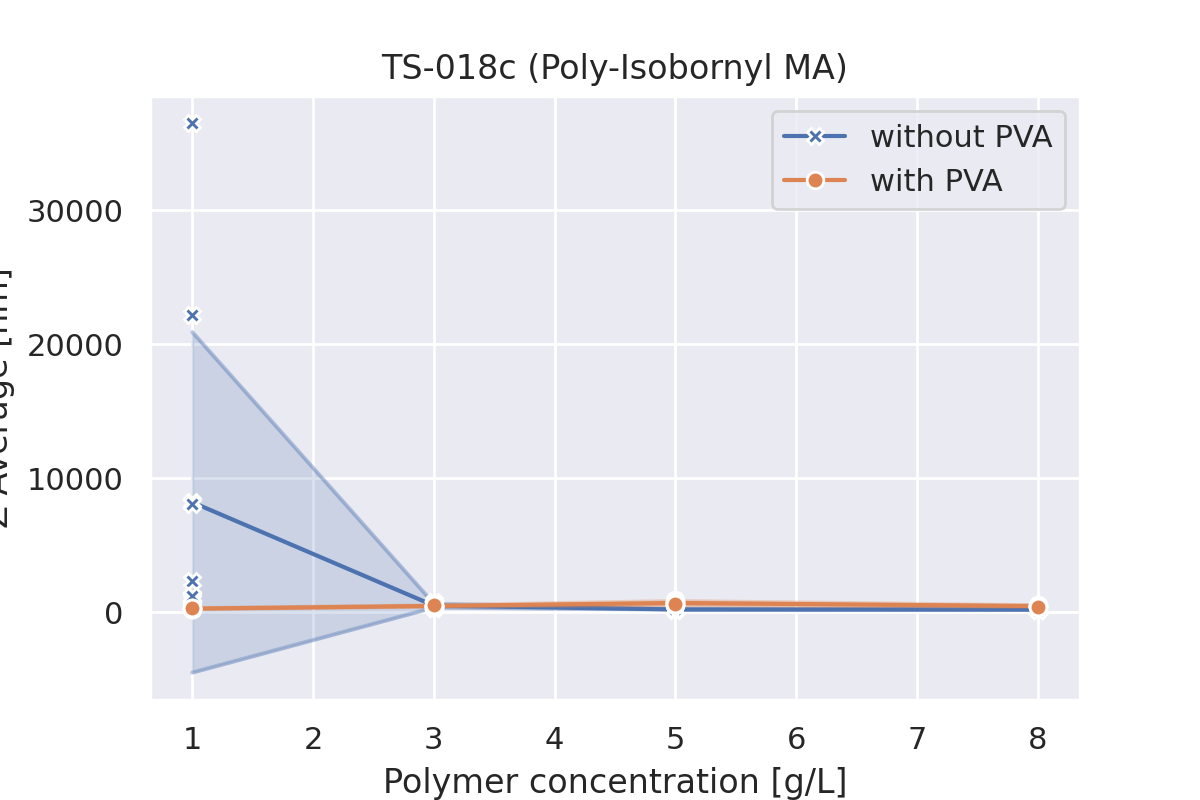 TS-018c (Poly-Isobornyl MA)
without PVA
with PVA
30000
20000
10000
0
1 2 3 4 5 6 7 8
Polymer concentration [g/L]